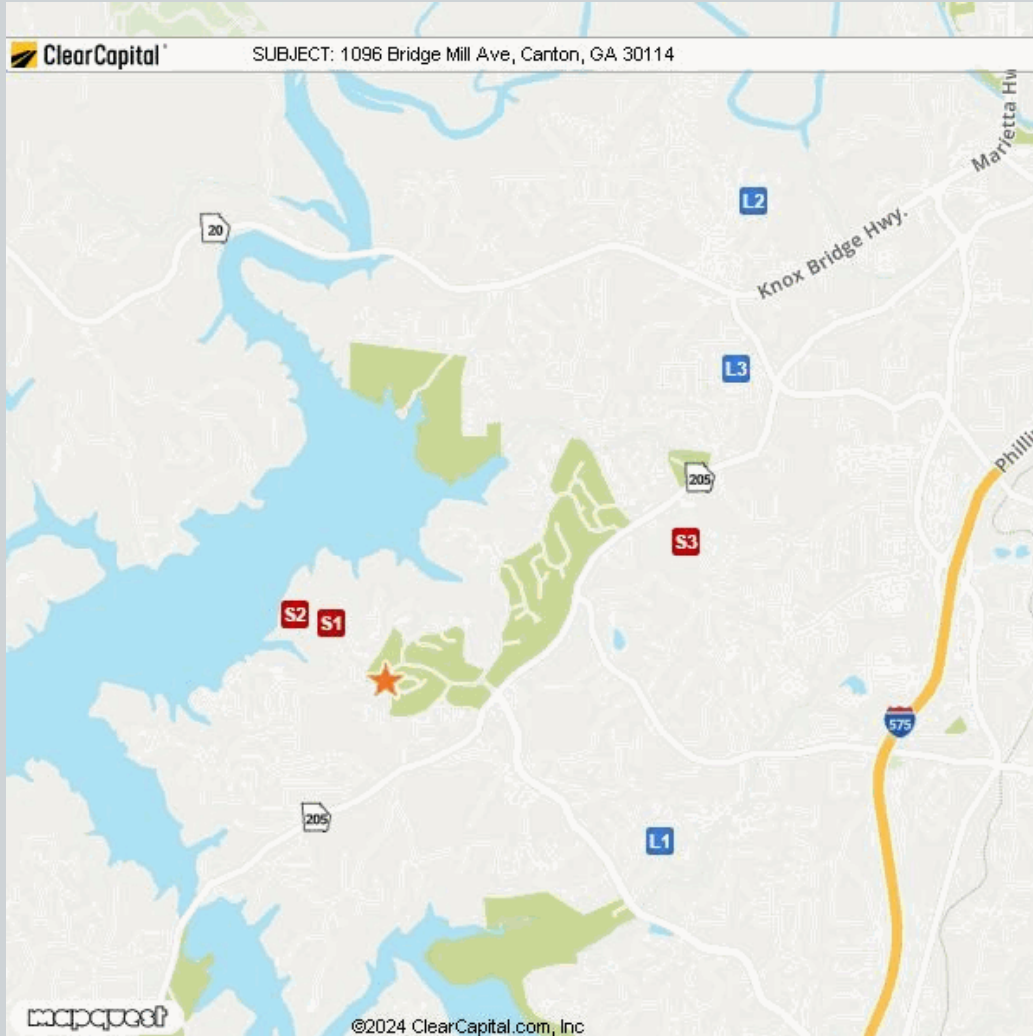 ClearCapital SUBJECT: 1096 Bridge Mill Ave, Canton, GA 30114
Marietta Hw
L2
20
Knox Bridge Hwy.
L3
205
Philli
S3
S2
S1
575
205
L1
mapquest
©2024 ClearCapital.com, Inc